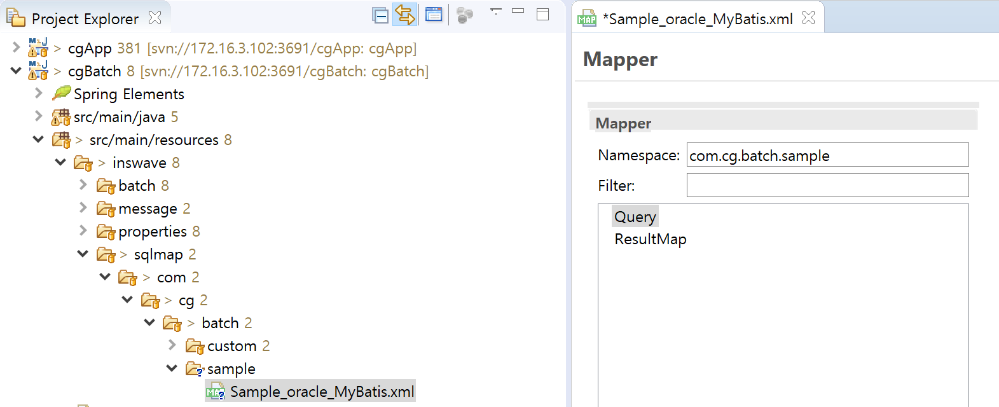 Project Explorer
> cgApp 381 [svn://172.16.3.102:3691/cgApp: cgApp]
> cgBatch 8 [svn://172.16.3.102:3691/cgBatch: cgBatch]
Spring Elements
src/main/java 5
> src/main/resources 8
> inswave 8
batch 8
message 2
properties 8
> sqlmap 2
> com 2
> cg 2
> batch 2
custom 2
sample
Sample_oracle_MyBatis.xml
*Sample_oracle_MyBatis.xml
Mapper
Mapper
Namespace: com.cg.batch.sample
Filter:
Query
ResultMap